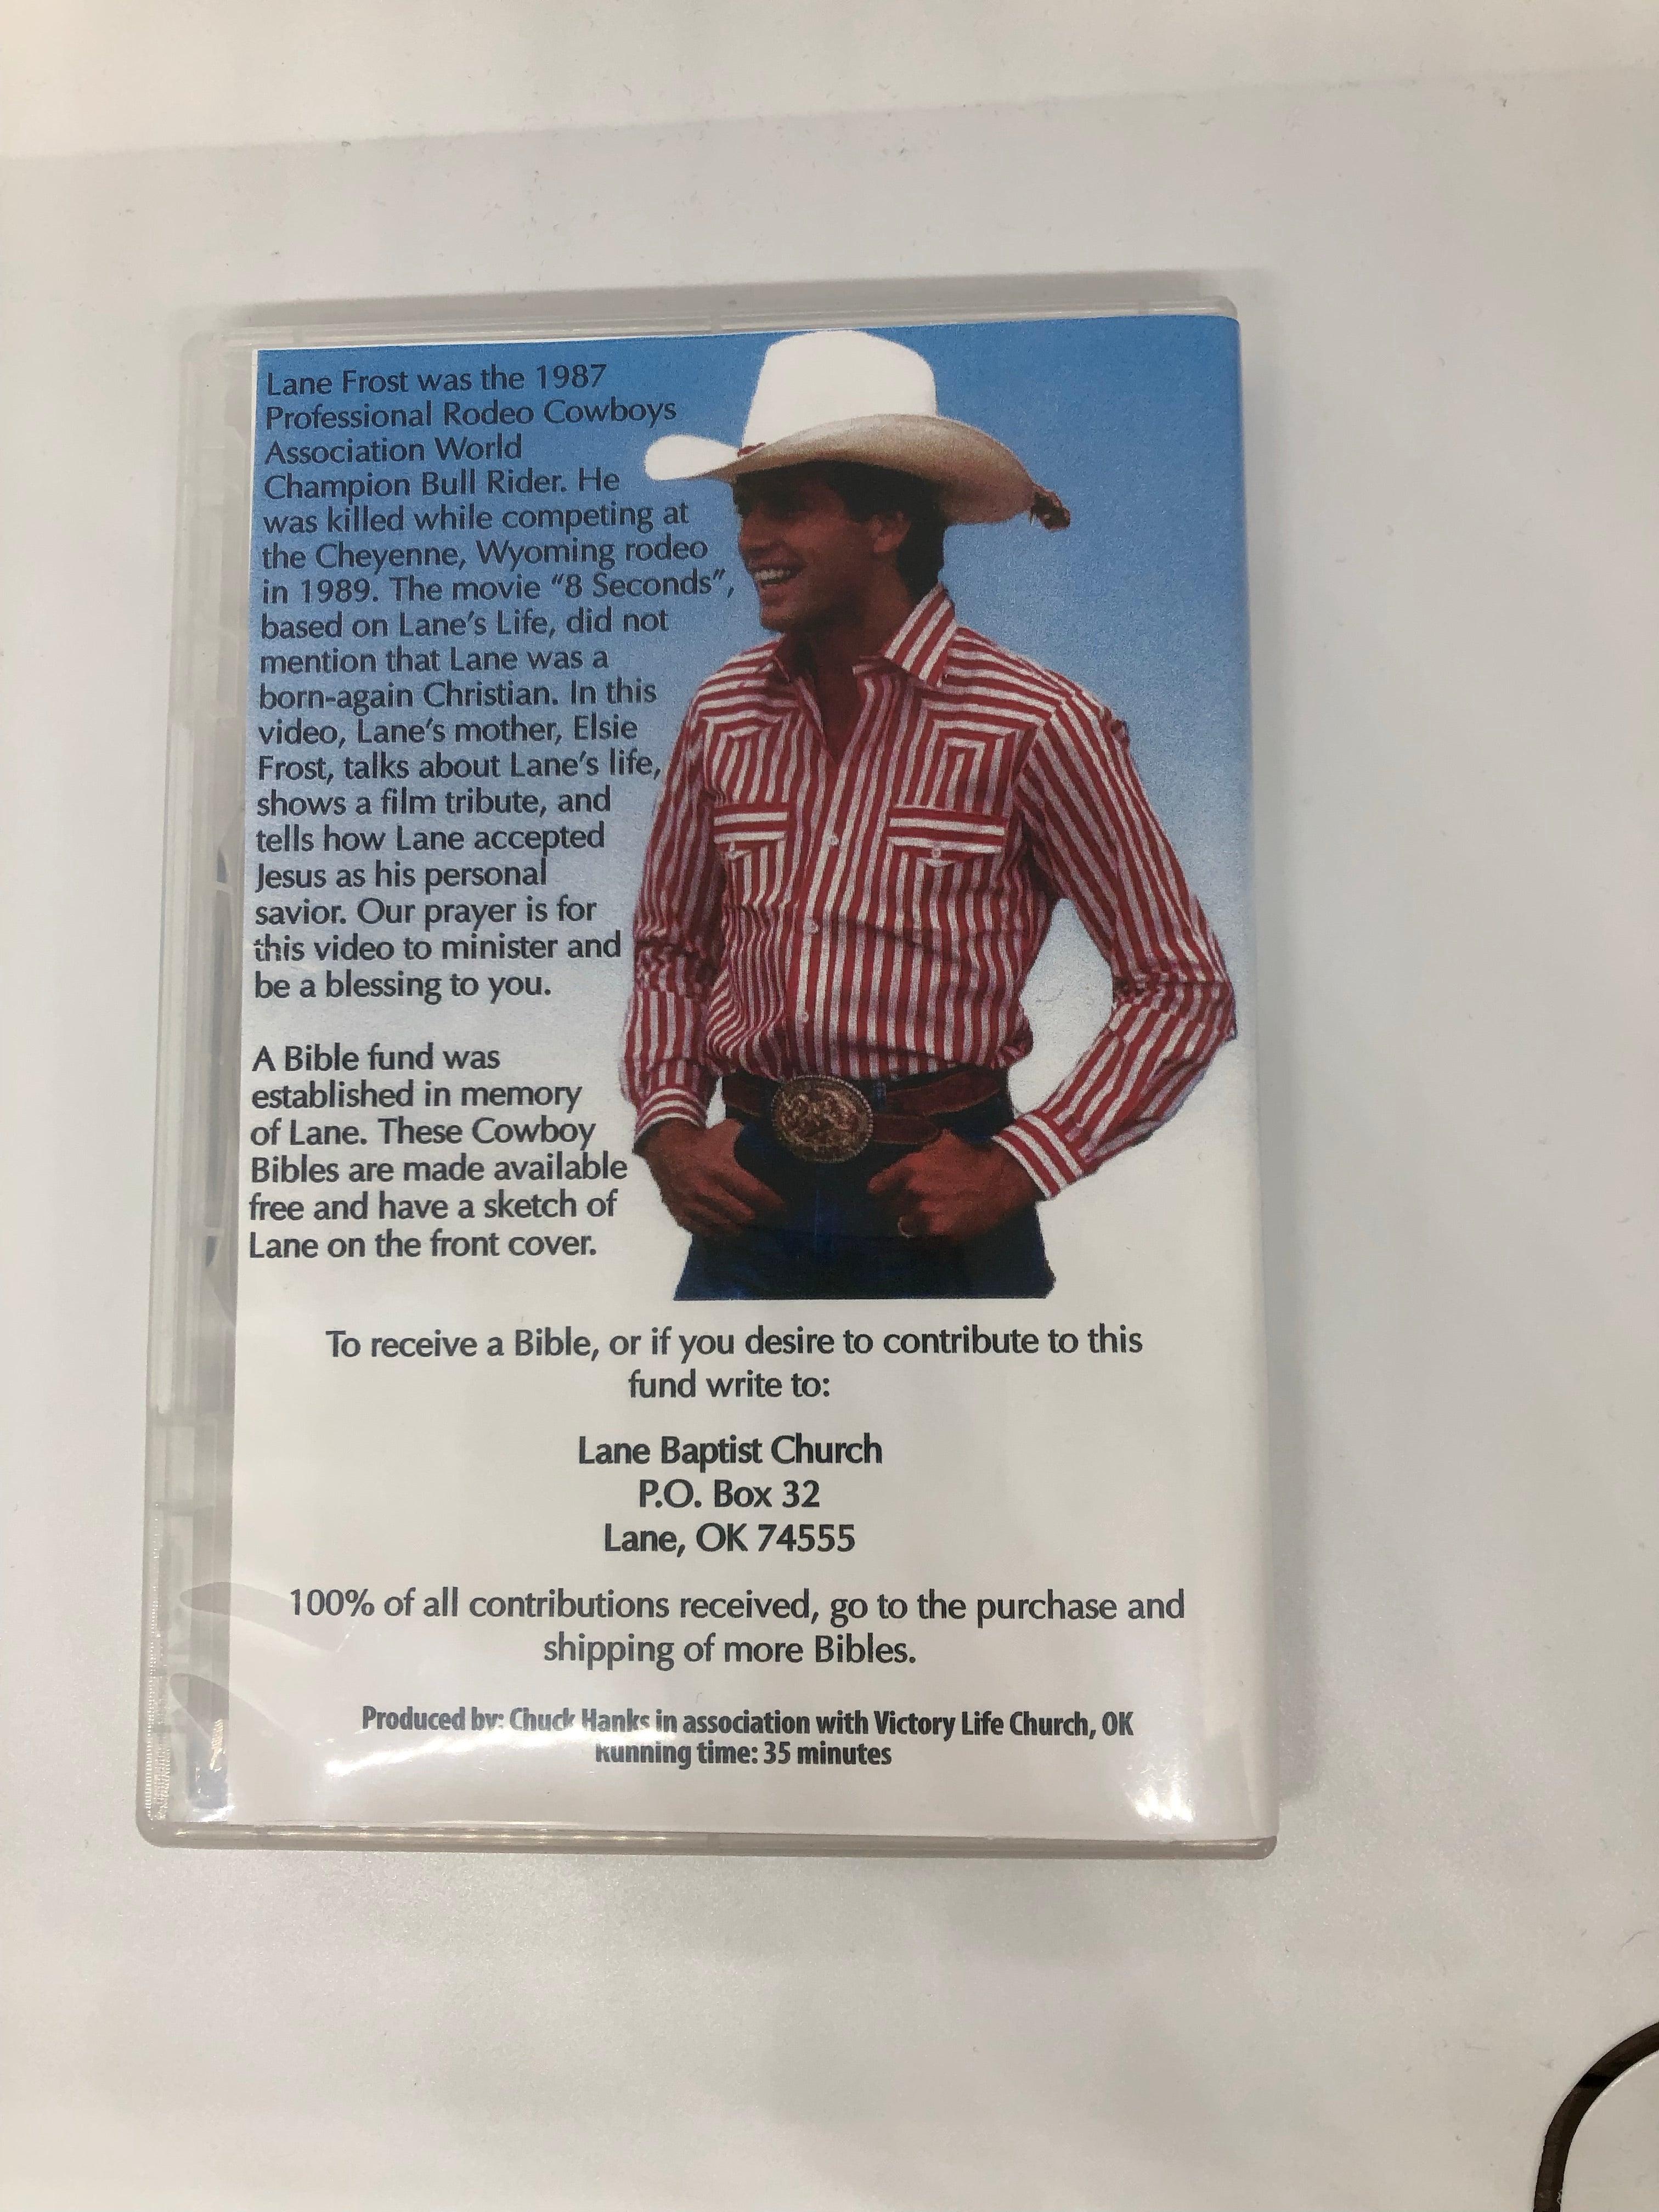 Lane Frost was the 1987
Professional Rodeo Cowboys
Association World
Champion Bull Rider. He
was killed while competing at
the Cheyenne, Wyoming rodeo
in 1989. The movie “8 Seconds”,
based on Lane’s Life, did not
mention that Lane was a
born-again Christian. In this
video, Lane’s mother, Elsie
Frost, talks about Lane’s life,
shows a film tribute, and
tells how Lane accepted
Jesus as his personal
savior. Our prayer is for
this video to minister and
be a blessing to you.
A Bible fund was
established in memory
of Lane. These Cowboy
Bibles are made available
free and have a sketch of
Lane on the front cover.
To receive a Bible, or if you desire to contribute to this
fund write to:
Lane Baptist Church
P.O. Box 32
Lane, OK 74555
100% of all contributions received, go to the purchase and
shipping of more Bibles.
Produced by: Chuck Hanks in association with Victory Life Church, OK
Running time: 35 minutes